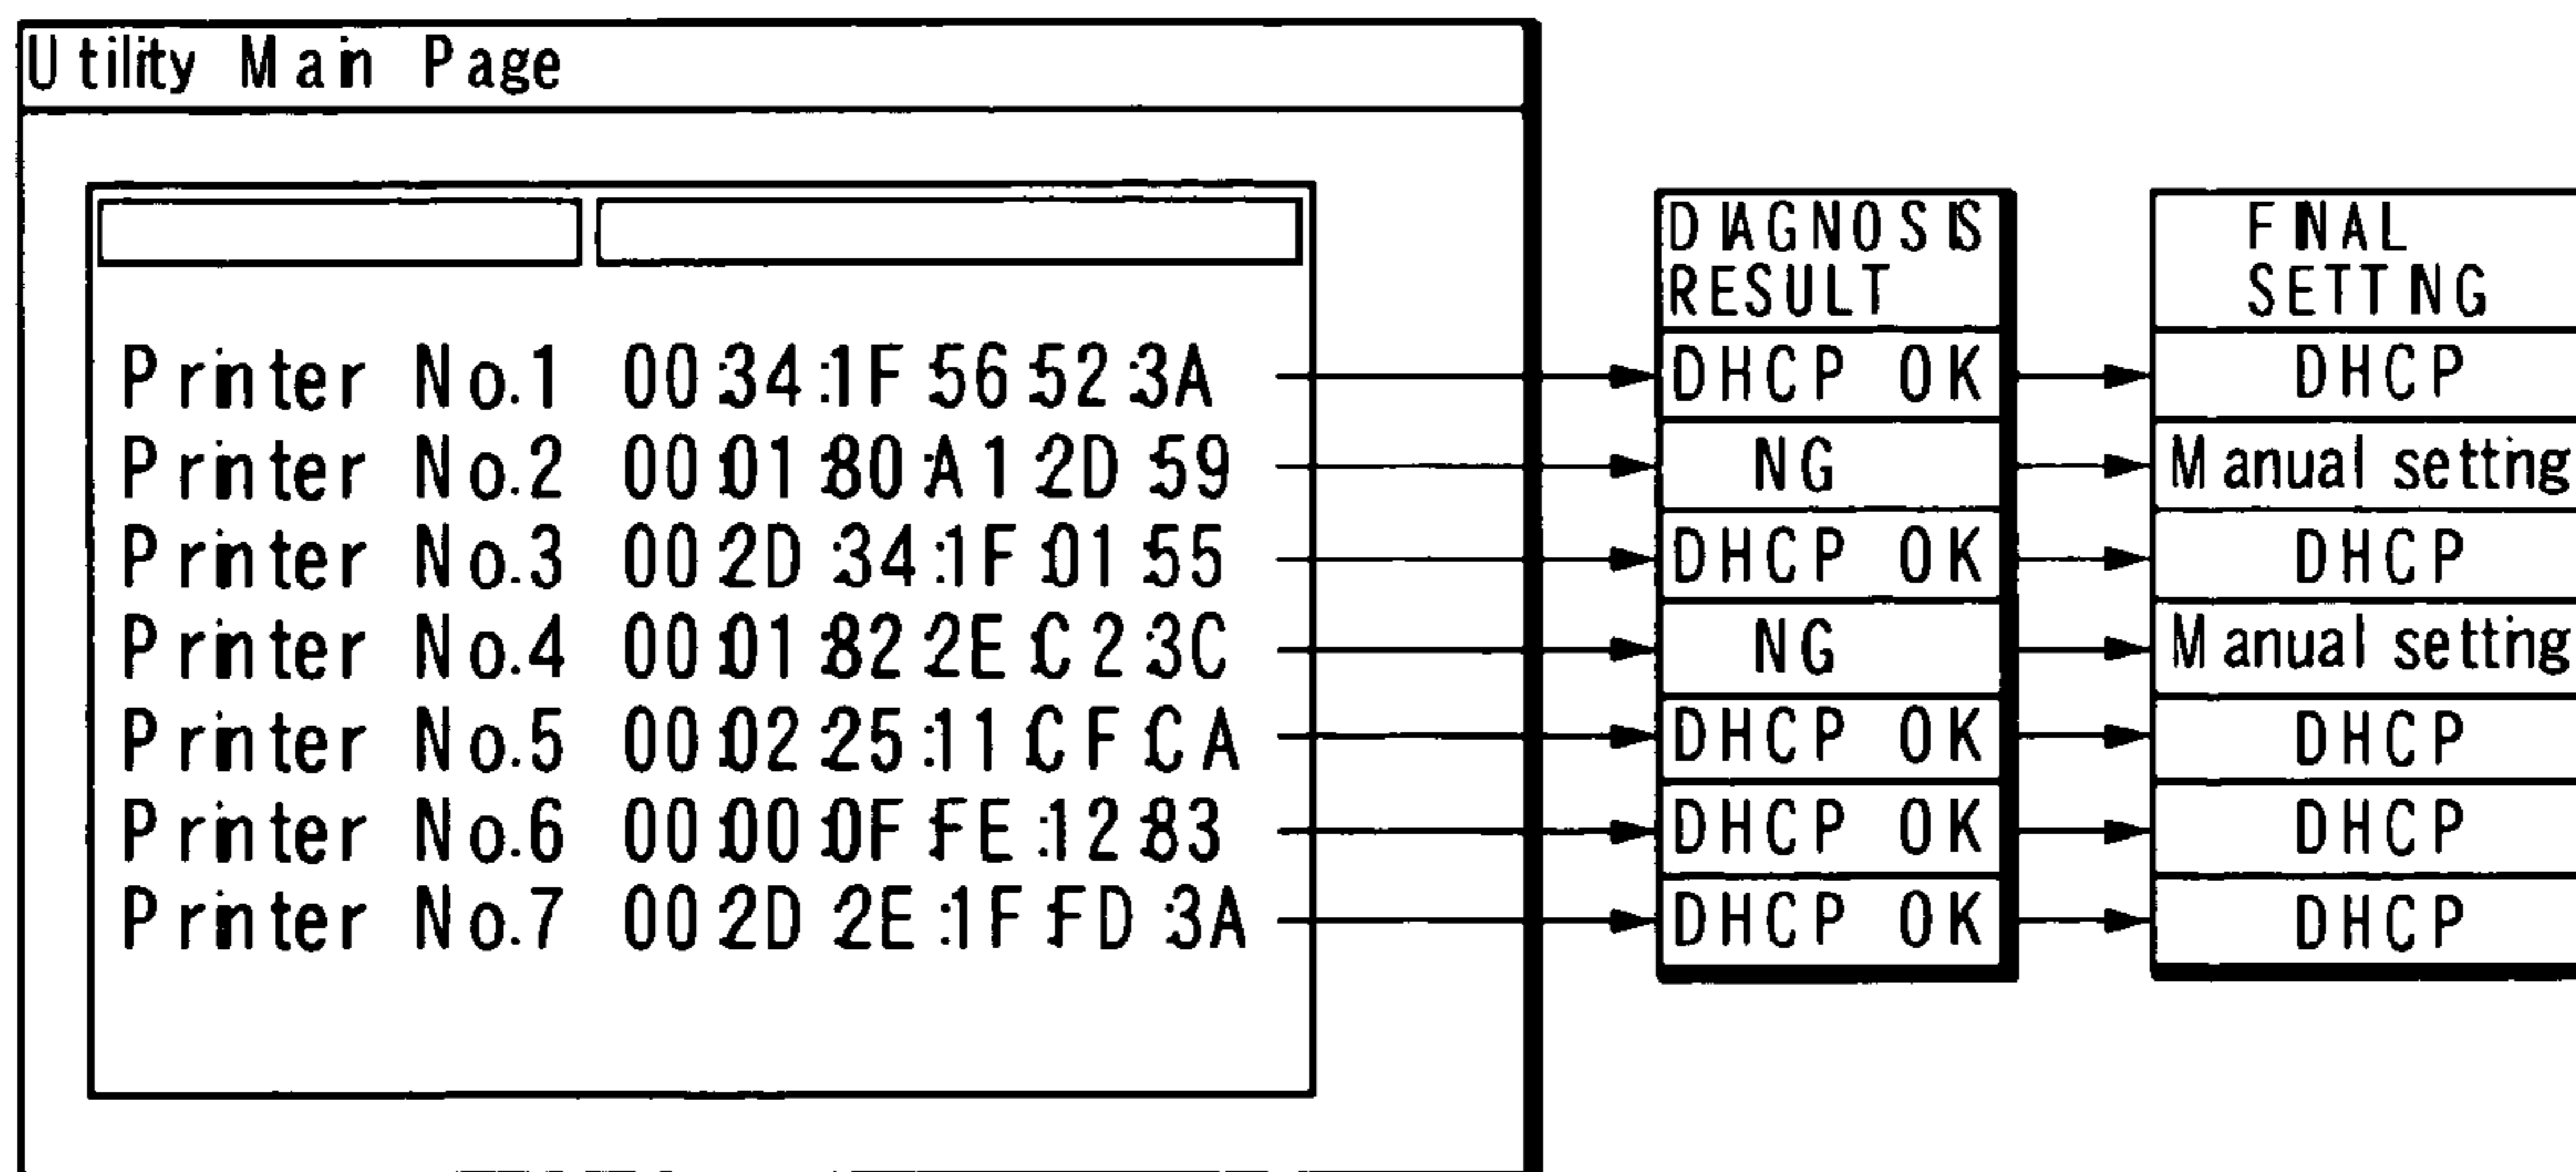 Utility Main Page
DIAGNOSIS
RESULT
FINAL
SETTING
Printer No.1 00:34:1F:56:52:3A DHCP OK DHCP
Printer No.2 00:01:80:A1:2D:59 NG Manual setting
Printer No.3 00:2D:34:1F:01:55 DHCP OK DHCP
Printer No.4 00:01:82:2E:C2:3C NG Manual setting
Printer No.5 00:02:25:11:CF:CA DHCP OK DHCP
Printer No.6 00:00:0F:FE:12:83 DHCP OK DHCP
Printer No.7 00:2D:2E:1F:FD:3A DHCP OK DHCP